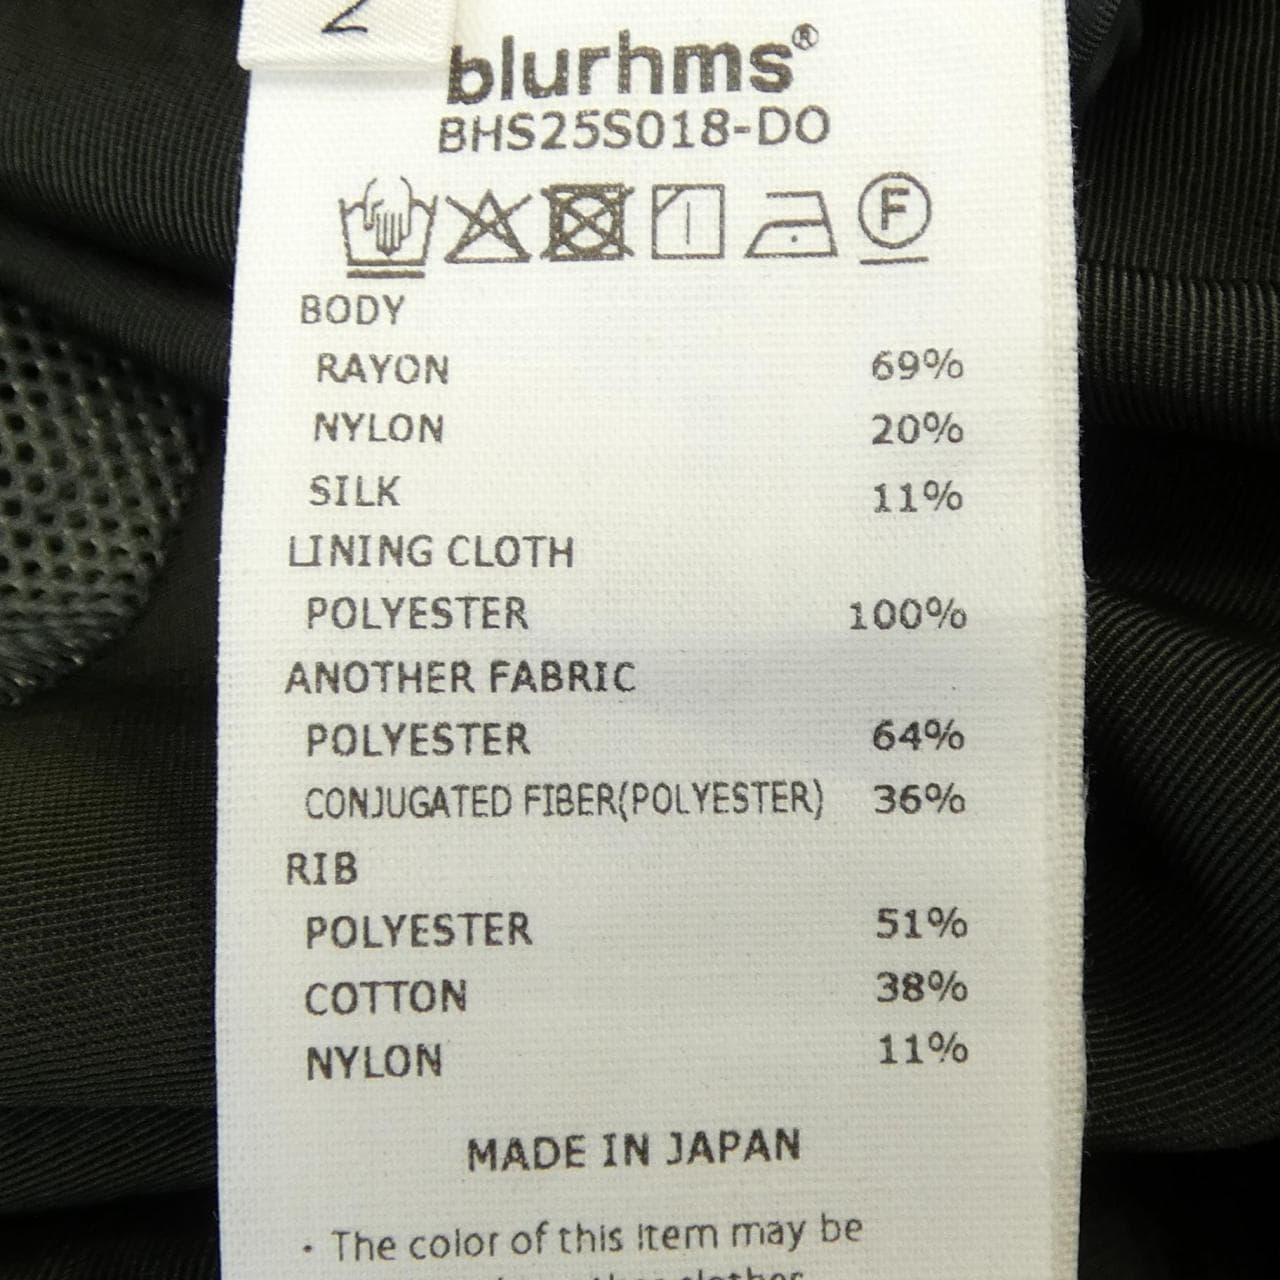 2
blurhms®
BHS25S018-DO
F
BODY
RAYON 69%
NYLON 20%
SILK 11%
LINING CLOTH
POLYESTER 100%
ANOTHER FABRIC
POLYESTER 64%
CONJUGATED FIBER(POLYESTER) 36%
RIB
POLYESTER 51%
COTTON 38%
NYLON 11%
MADE IN JAPAN
· The color of this item may be